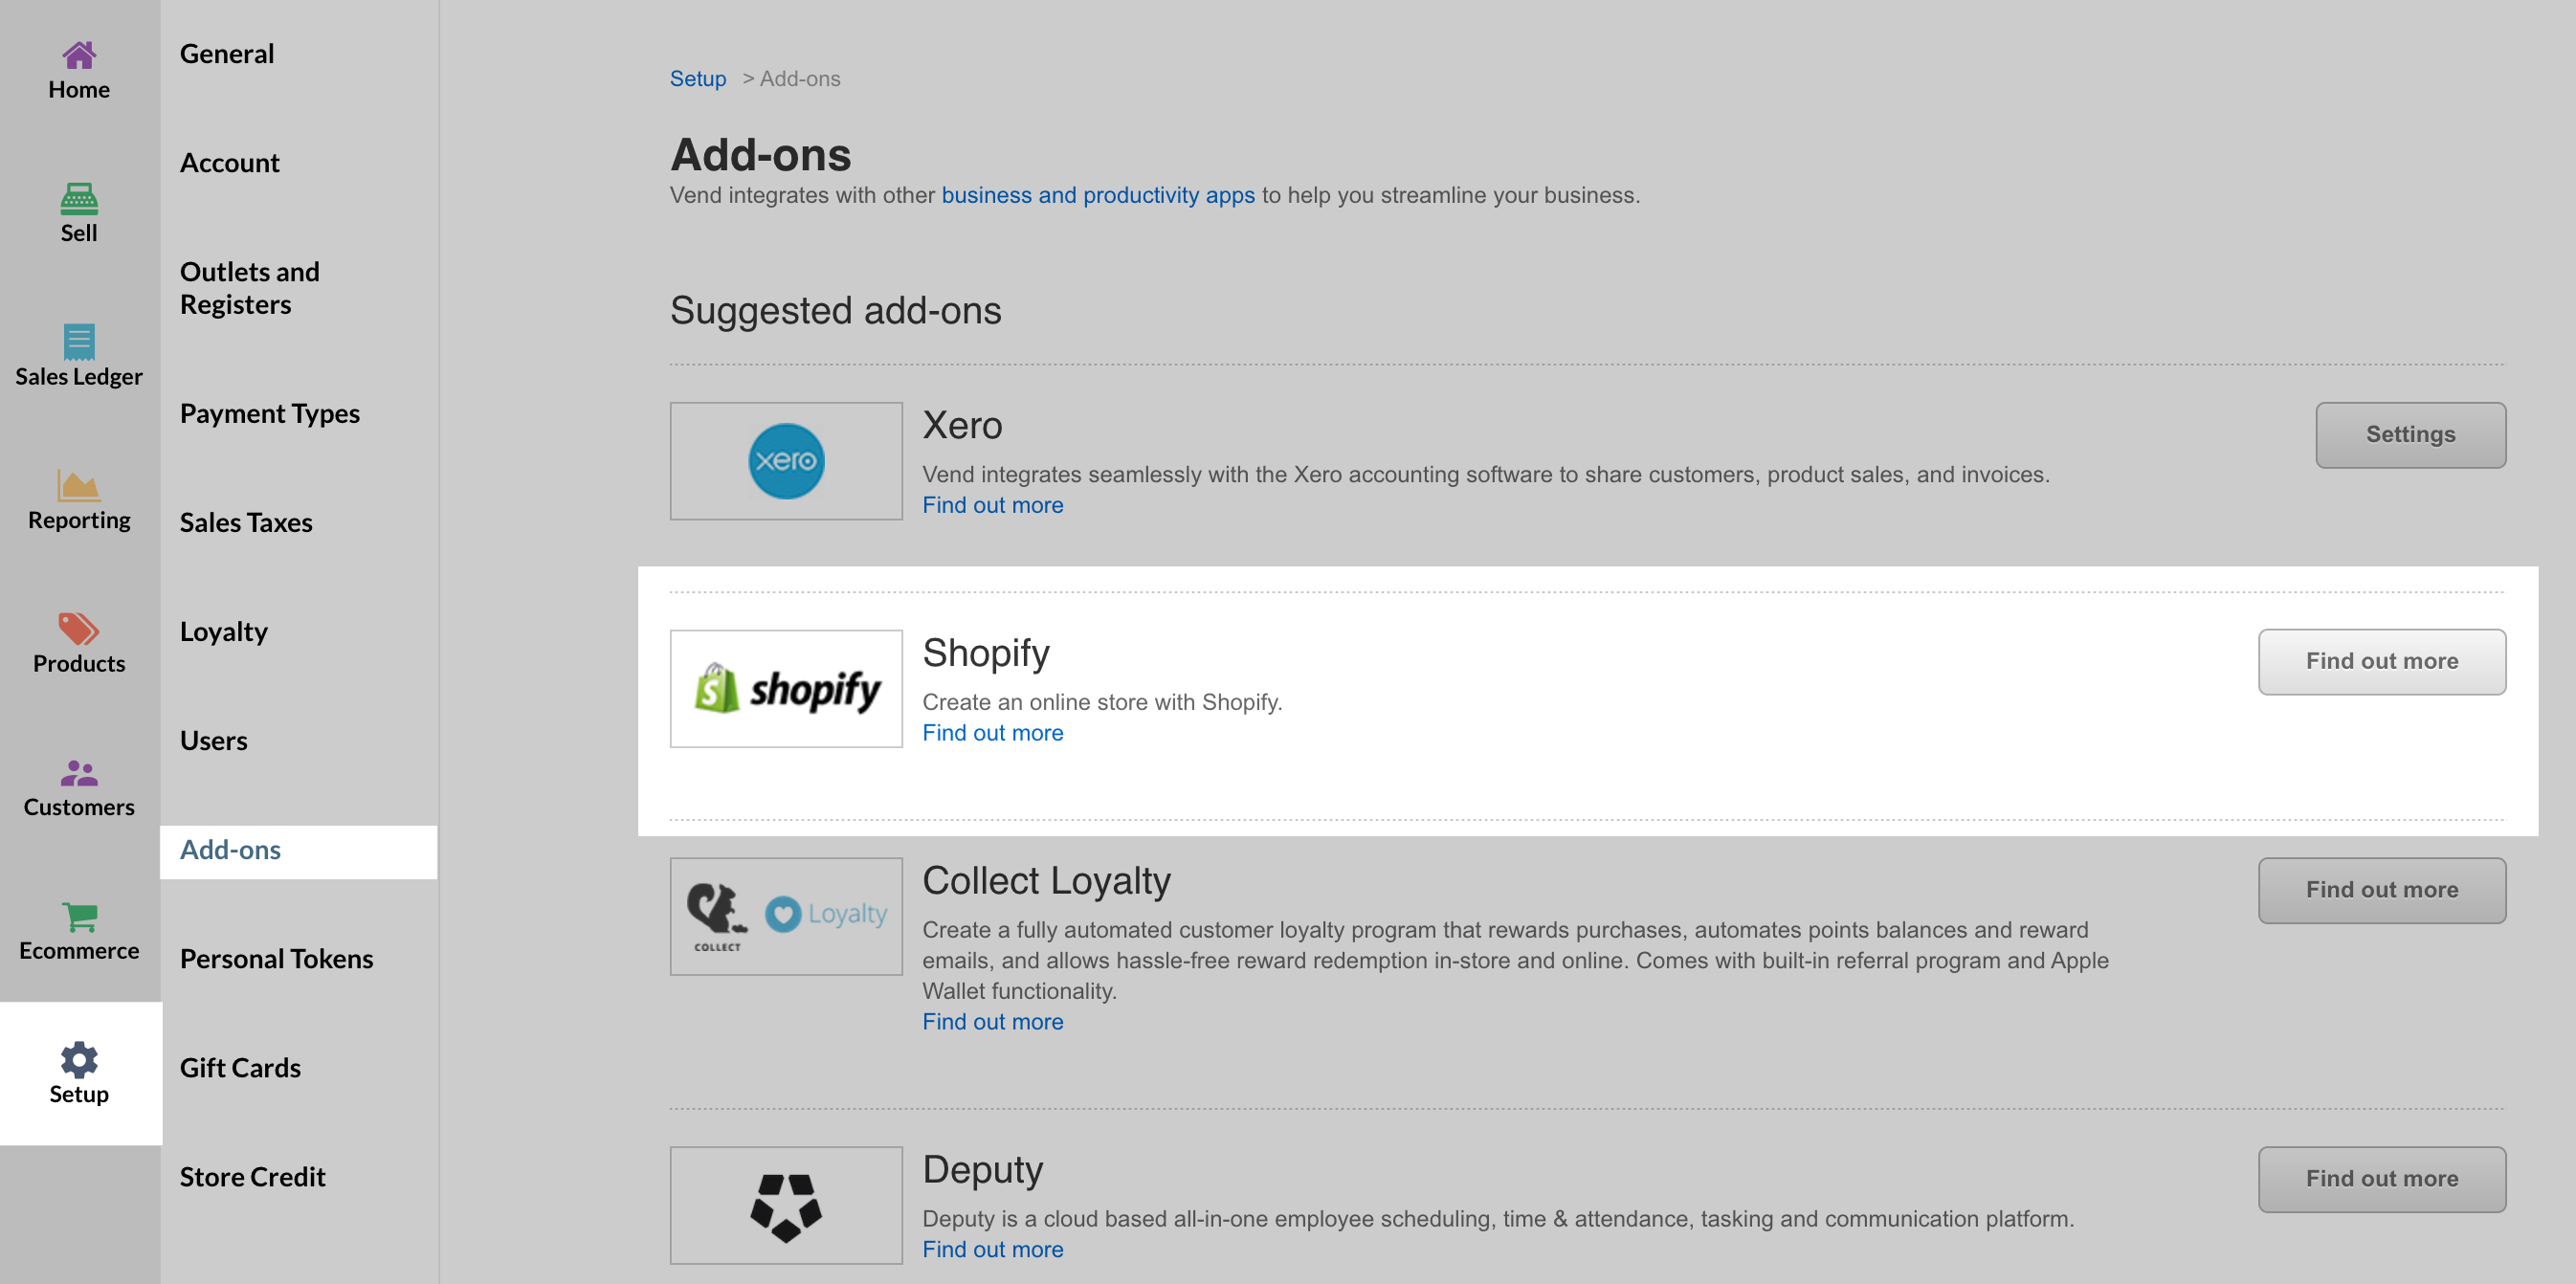 Home
Sell
Sales Ledger
Reporting
Products
Customers
Ecommerce
Setup
General
Account
Outlets and
Registers
Payment Types
Sales Taxes
Loyalty
Users
Add-ons
Personal Tokens
Gift Cards
Store Credit
Setup > Add-ons
Add-ons
Vend integrates with other business and productivity apps to help you streamline your business.
Suggested add-ons
xero
Xero
Settings
Vend integrates seamlessly with the Xero accounting software to share customers, product sales, and invoices.
Find out more
shopify
Shopify
Find out more
Create an online store with Shopify.
Find out more
COLLECT
Loyalty
Collect Loyalty
Find out more
Create a fully automated customer loyalty program that rewards purchases, automates points balances and reward
emails, and allows hassle-free reward redemption in-store and online. Comes with built-in referral program and Apple
Wallet functionality.
Find out more
Deputy
Find out more
Deputy is a cloud based all-in-one employee scheduling, time & attendance, tasking and communication platform.
Find out more